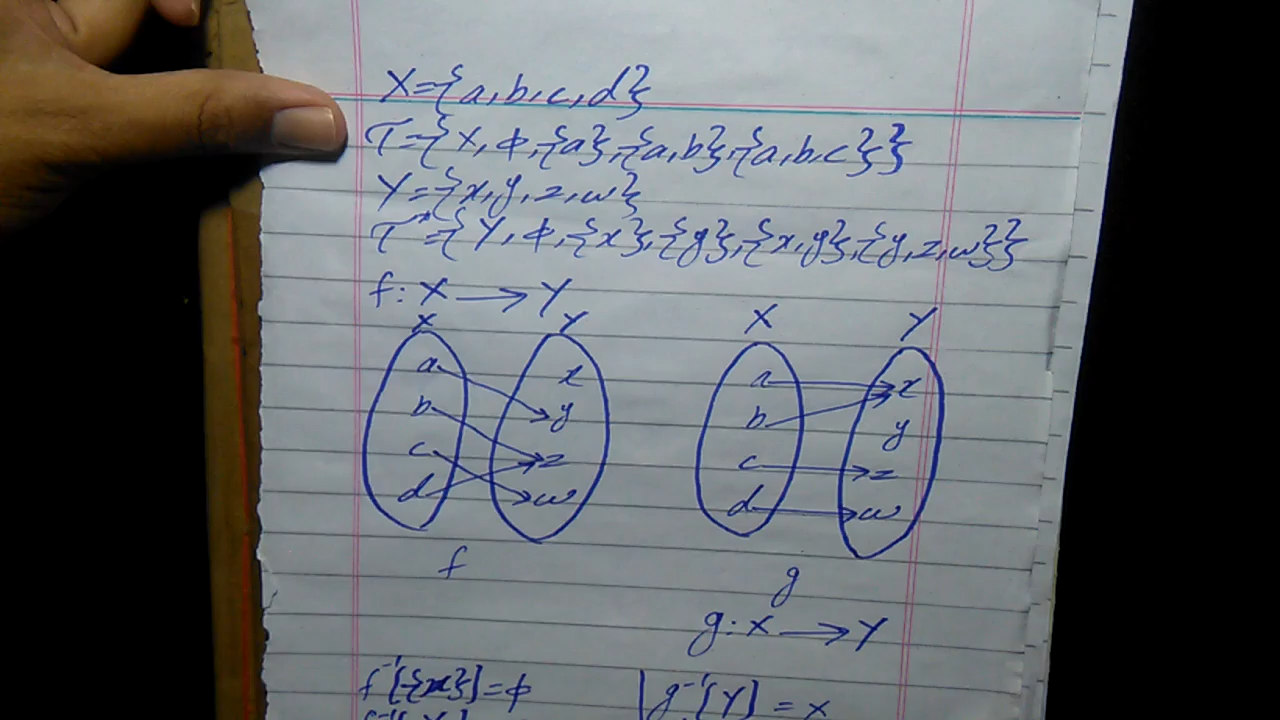 X={a,b,c,d}
τ={X,ϕ,{a},{a,b},{a,b,c}}
Y={x,y,z,w}
τ*={Y,ϕ,{x},{y},{x,y},{y,z,w}}
f: X → Y
X Y
a x
b y
c z
d w
f
X Y
a x
b y
c z
d w
g
g: X → Y
f⁻¹[{x}]=ϕ
g⁻¹[Y] = X